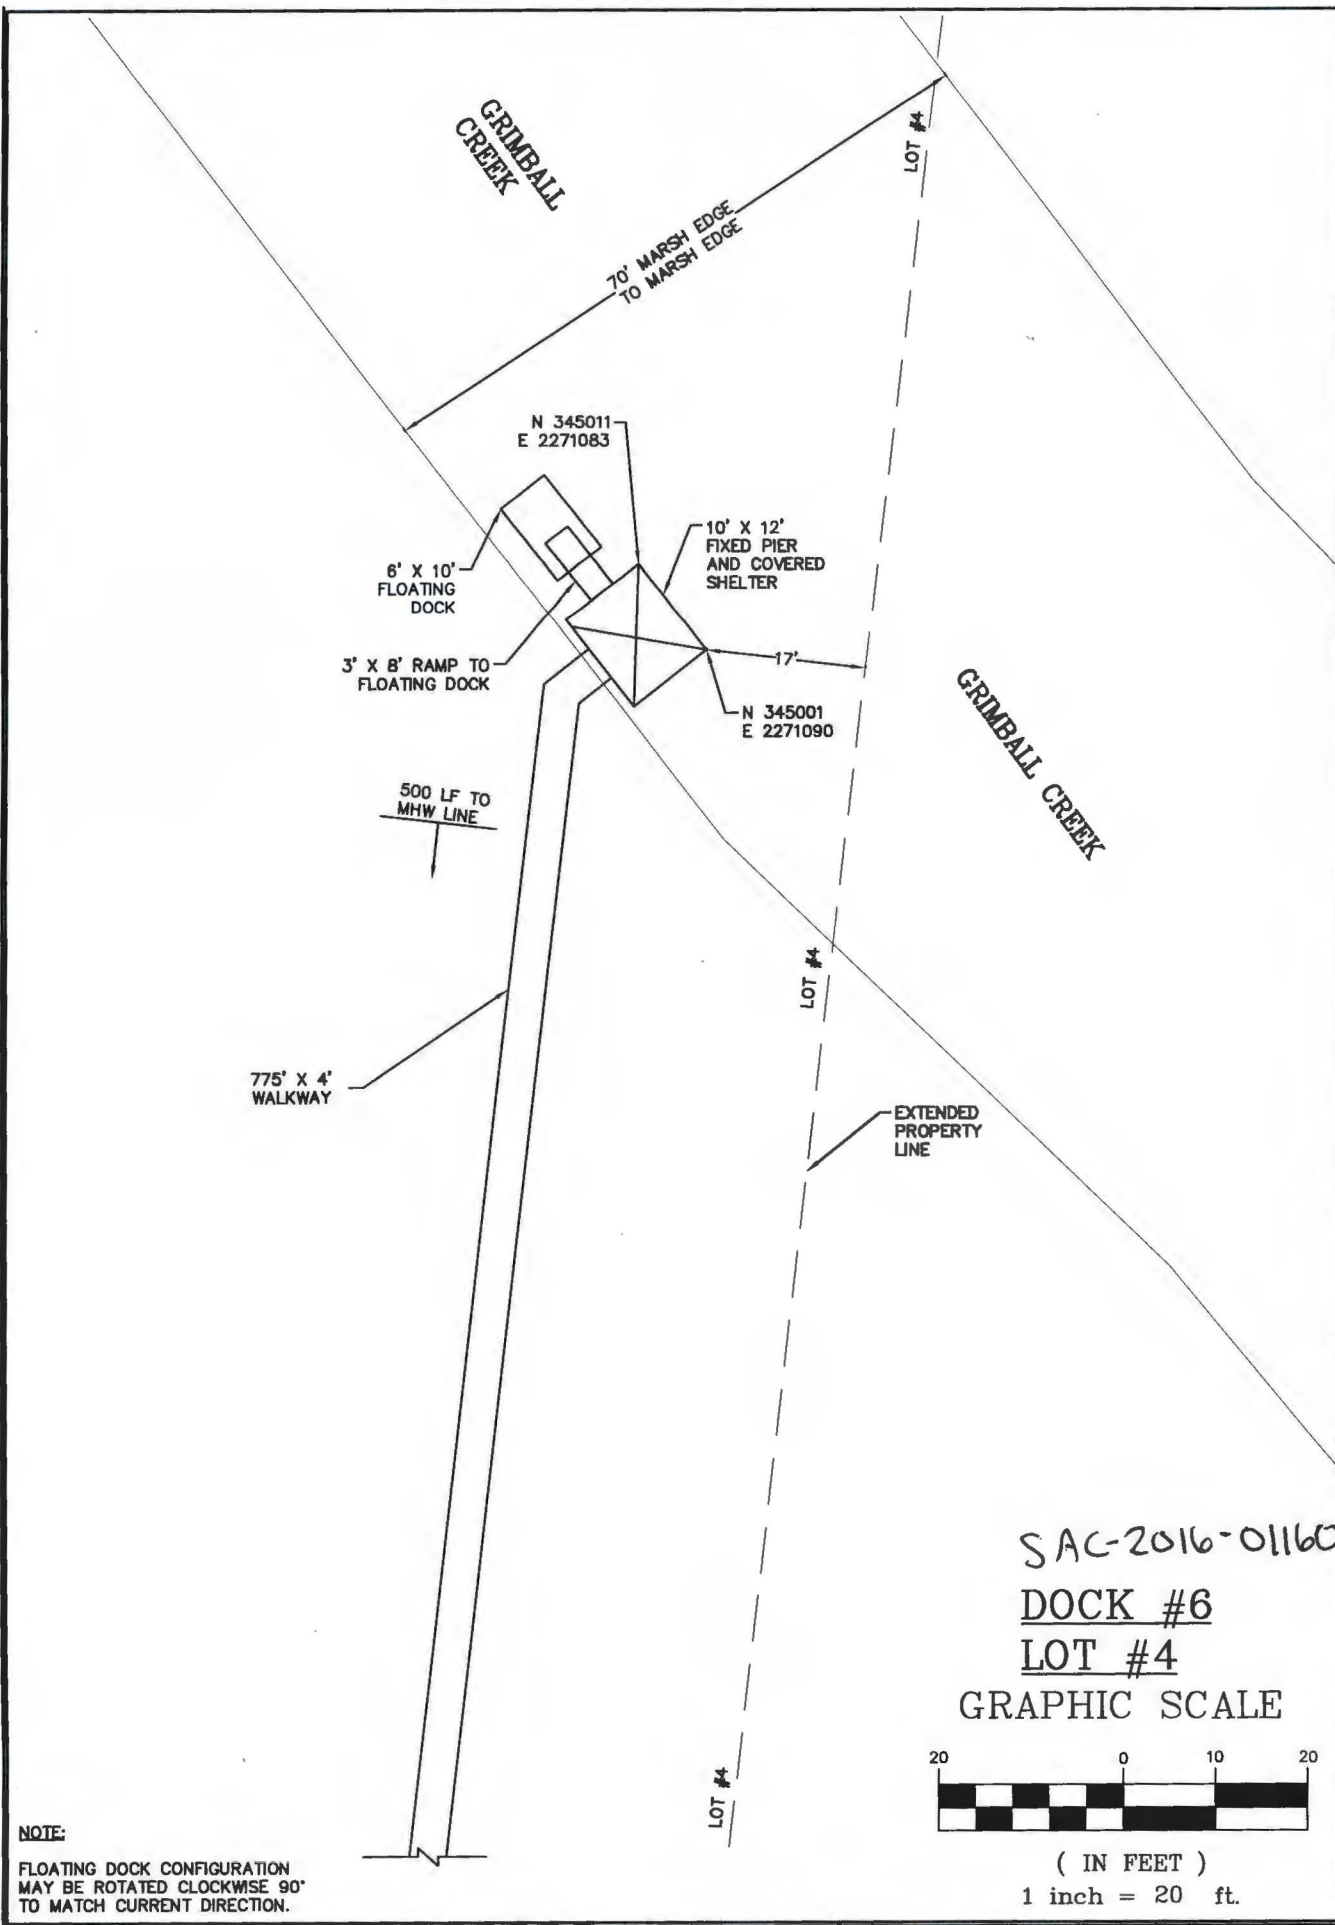 GRIMBALL
CREEK
LOT #4
70' MARSH EDGE
TO MARSH EDGE
N 345011
E 2271083
10' X 12'
FIXED PIER
AND COVERED
SHELTER
6' X 10'
FLOATING
DOCK
3' X 8' RAMP TO
FLOATING DOCK
17'
N 345001
E 2271090
GRIMBALL CREEK
500 LF TO
MHW LINE
LOT #4
775' X 4'
WALKWAY
EXTENDED
PROPERTY
LINE
SAC-2016-01160
DOCK #6
LOT #4
GRAPHIC SCALE
20 0 10 20
( IN FEET )
1 inch = 20 ft.
LOT #4
NOTE:
FLOATING DOCK CONFIGURATION
MAY BE ROTATED CLOCKWISE 90°
TO MATCH CURRENT DIRECTION.